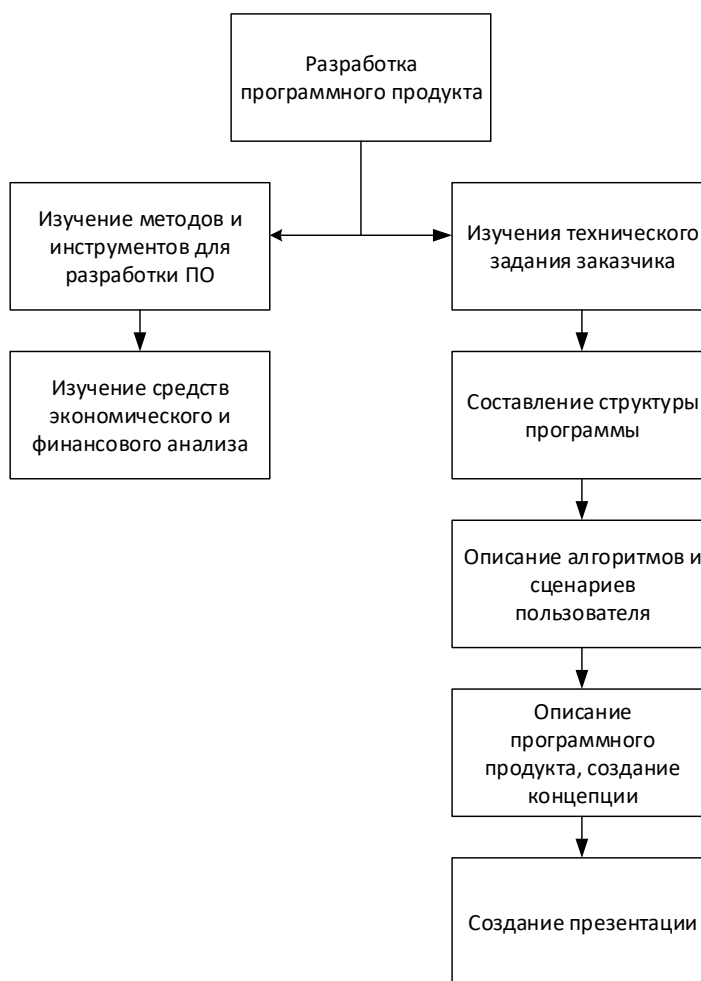 Разработка
программного продукта
Изучение методов и
инструментов для
разработки ПО
Изучения технического
задания заказчика
Изучение средств
экономического и
финансового анализа
Составление структуры
программы
Описание алгоритмов и
сценариев
пользователя
Описание
программного
продукта, создание
концепции
Создание презентации